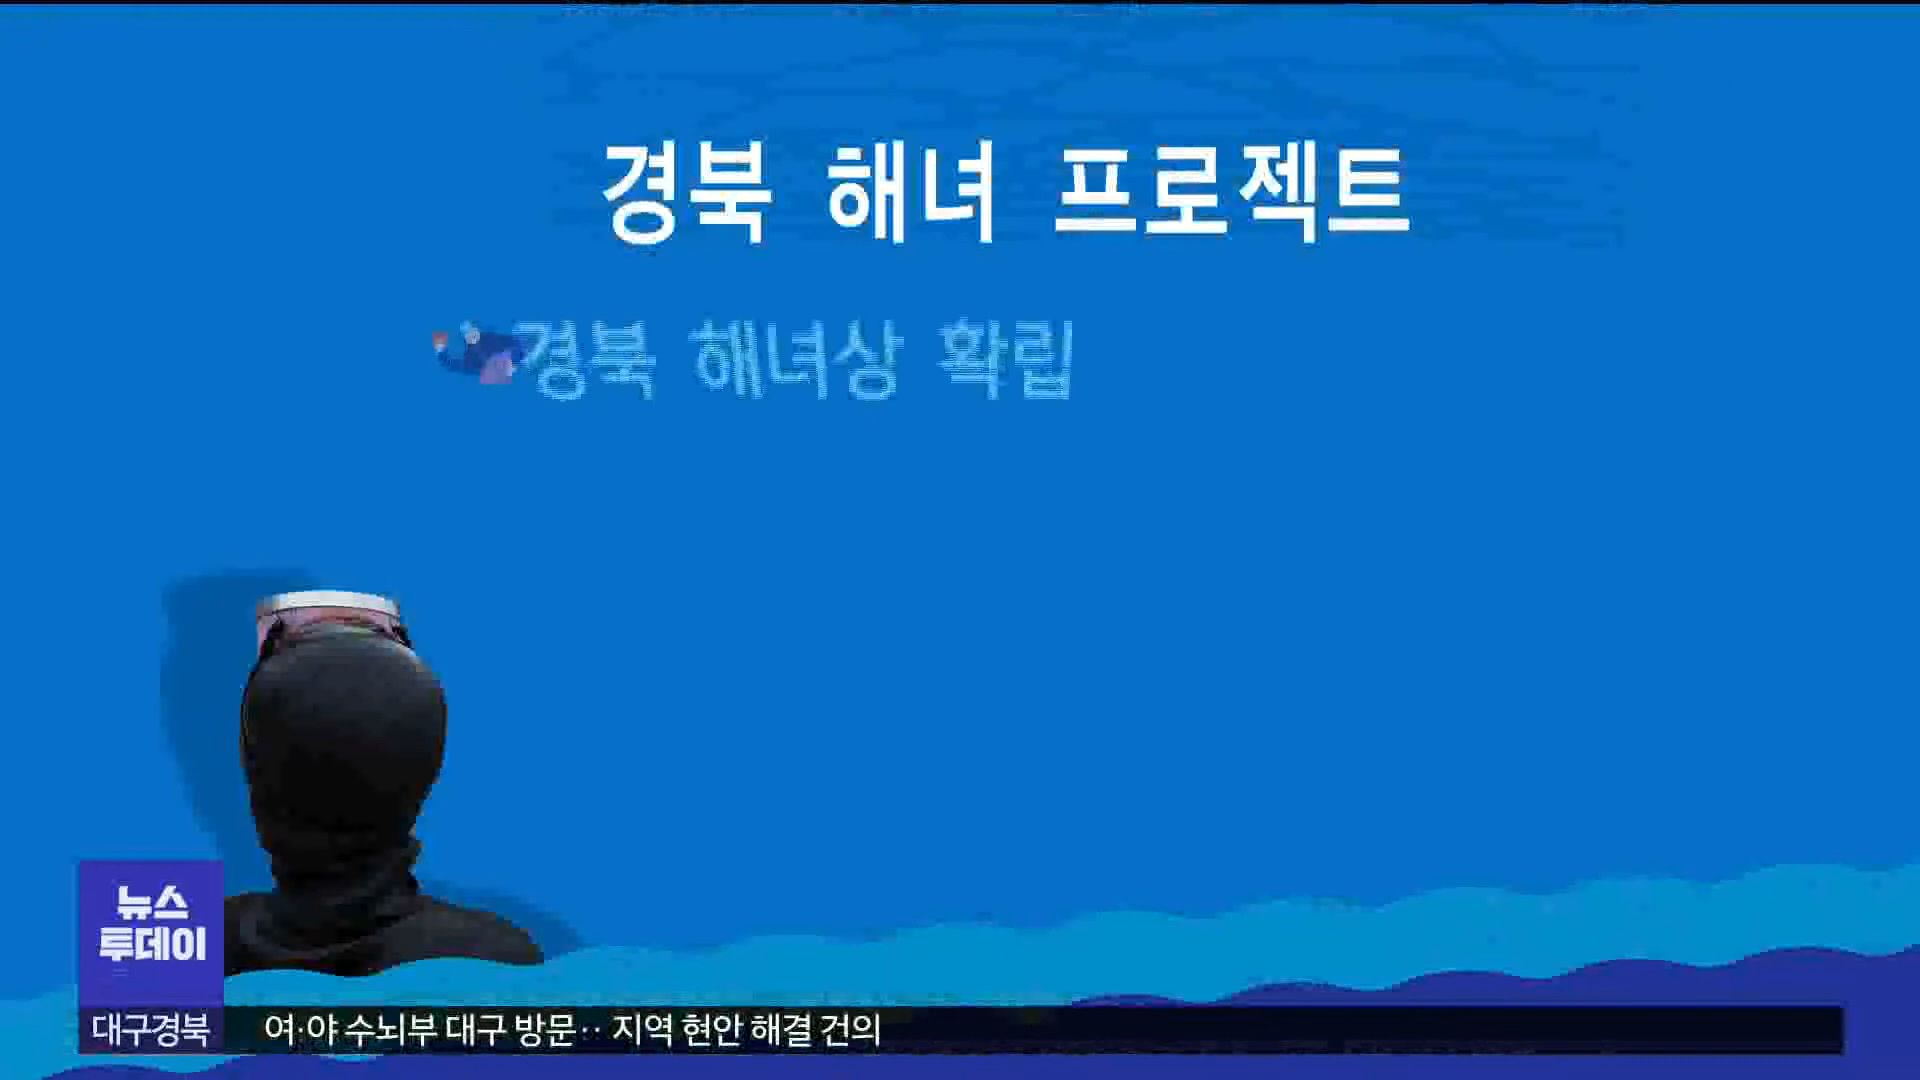 경북 해녀 프로젝트
경북 해녀상 확립
뉴스
투데이
대구경북
여·야 수뇌부 대구 방문‥ 지역 현안 해결 건의